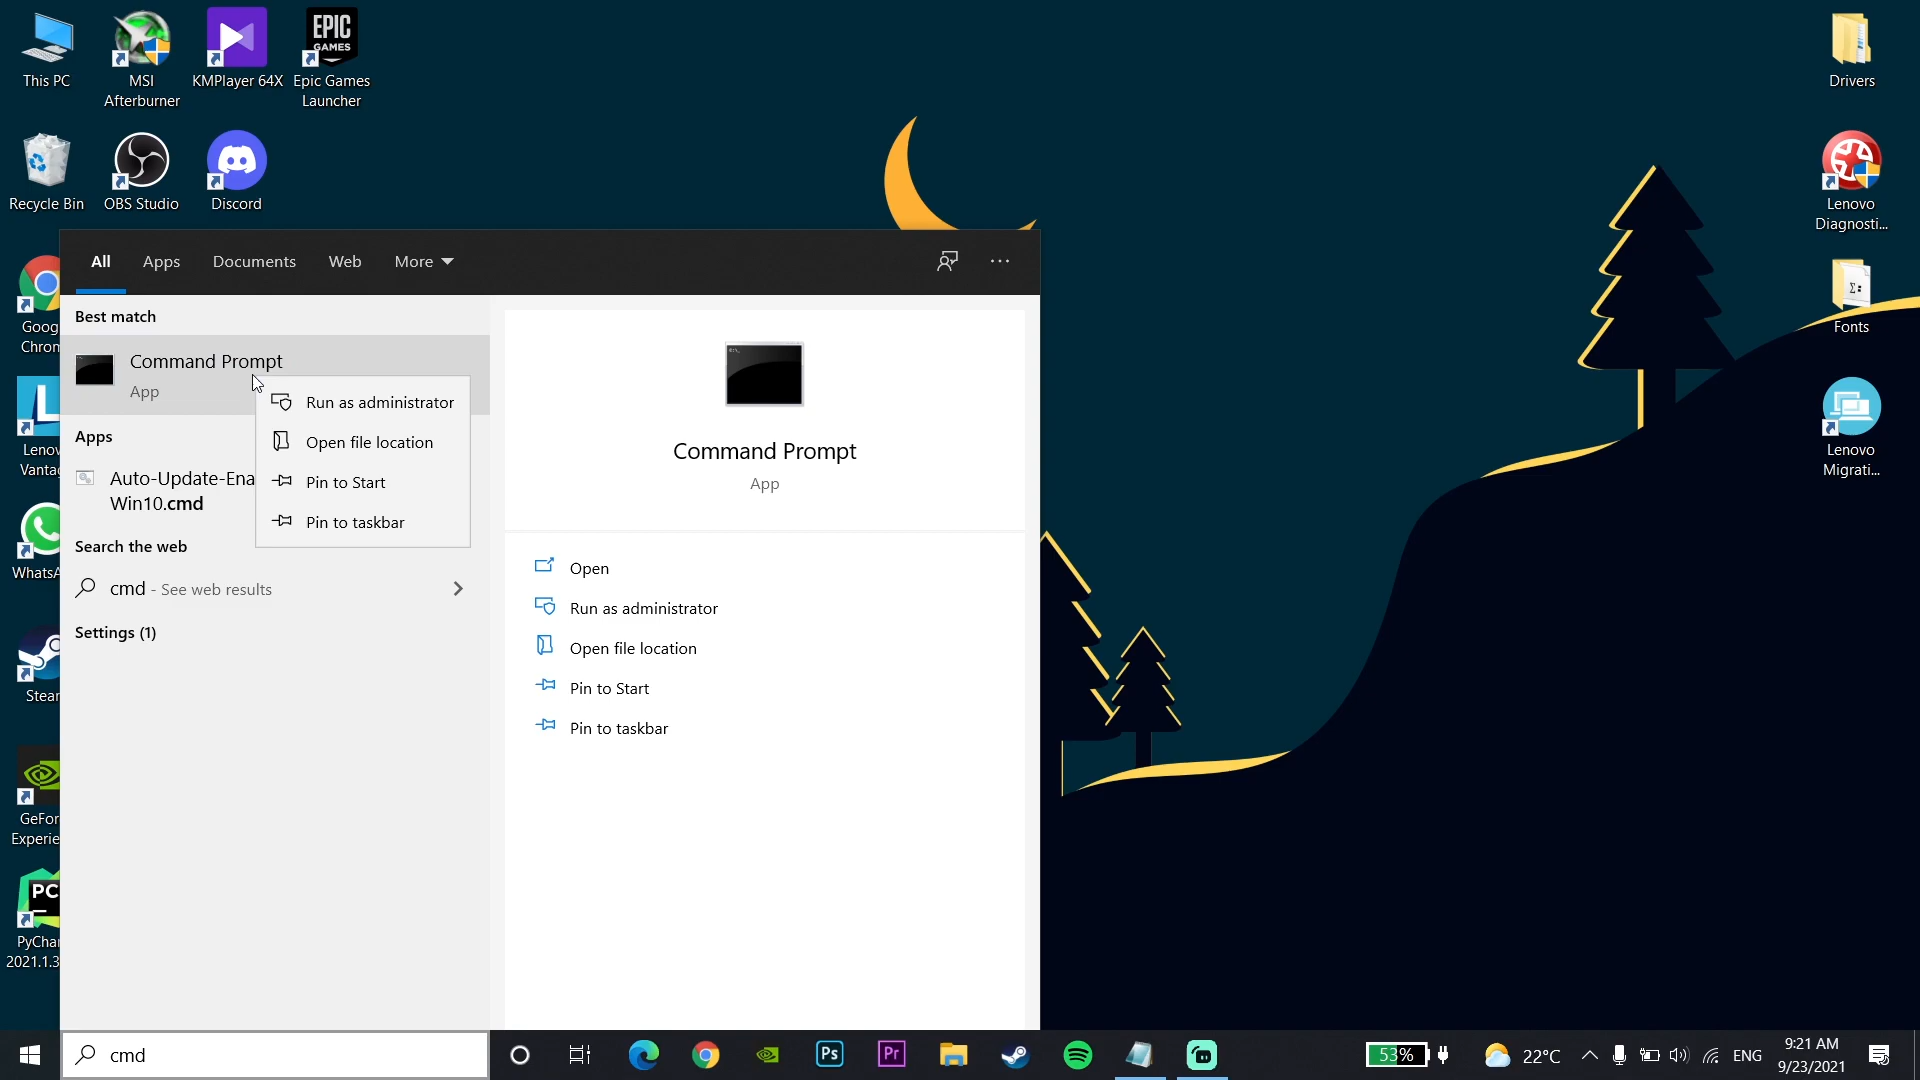 This PC
MSI
Afterburner
KMPlayer 64X
EPIC
GAMES
Epic Games
Launcher
Recycle Bin
OBS Studio
Discord
Drivers
Lenovo
Diagnosti...
Fonts
Lenovo
Migrati...
Goog
Chrom
L
Lenov
Vantag
WhatsA
Stear
GeFor
Experie
PC
PyChar
2021.1.3
All
Apps
Documents
Web
More
Best match
Command Prompt
App
Run as administrator
Open file location
Pin to Start
Pin to taskbar
Apps
Auto-Update-Ena
Win10.cmd
Search the web
cmd - See web results
Settings (1)
Command Prompt
App
Open
Run as administrator
Open file location
Pin to Start
Pin to taskbar
cmd
Ps
Pr
53%
22°C
ENG
9:21 AM
9/23/2021